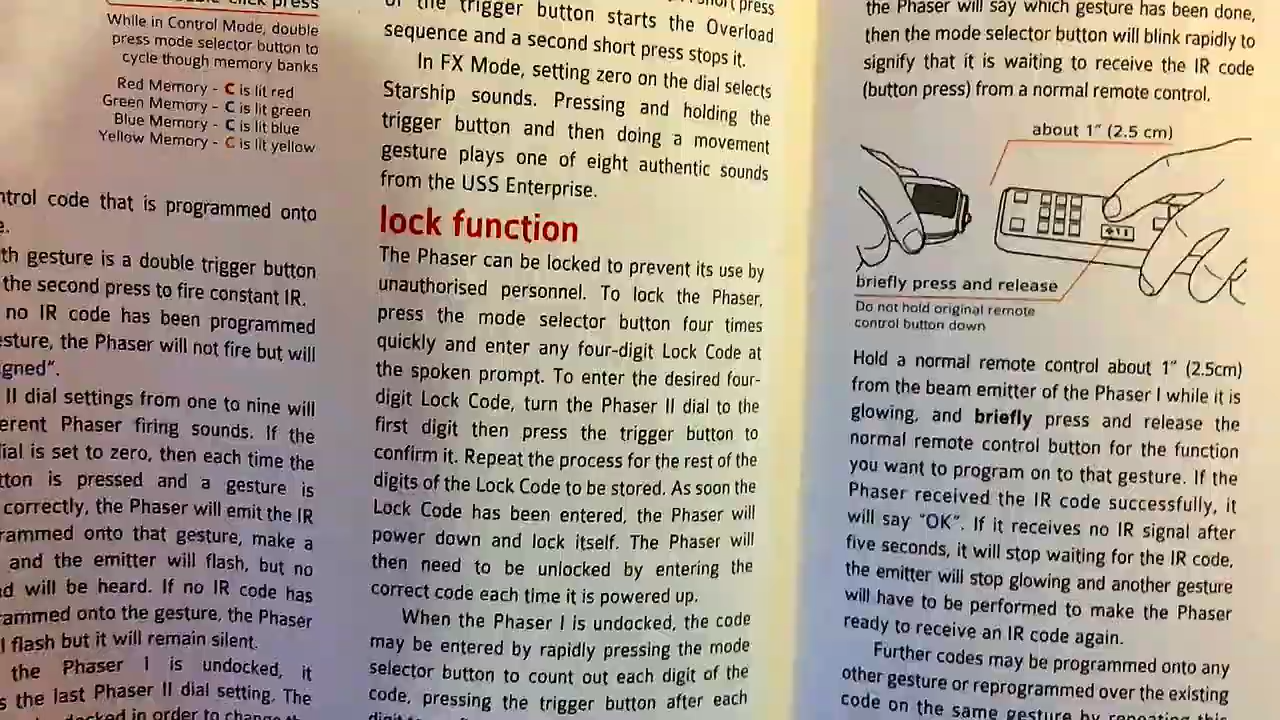 click press
While in Control Mode, double
press mode selector button to
cycle though memory banks
Red Memory - C is lit red
Green Memory - C is lit green
Blue Memory - C is lit blue
Yellow Memory - C is lit yellow
code that is programmed onto
gesture is a double trigger button
the second press to fire constant IR.
no IR code has been programmed
the Phaser will not fire but will
II dial settings from one to nine will
Phaser firing sounds. If the
is set to zero, then each time the
is pressed and a gesture is
correctly, the Phaser will emit the IR
onto that gesture, make a
and the emitter will flash, but no
will be heard. If no IR code has
onto the gesture, the Phaser
flash but it will remain silent.
the Phaser I is undocked, it
the last Phaser II dial setting. The
in order to change
of the trigger button starts the Overload
sequence and a second short press stops it.
In FX Mode, setting zero on the dial selects
Starship sounds. Pressing and holding the
trigger button and then doing a movement
gesture plays one of eight authentic sounds
from the USS Enterprise.
lock function
The Phaser can be locked to prevent its use by
unauthorised personnel. To lock the Phaser,
press the mode selector button four times
quickly and enter any four-digit Lock Code at
the spoken prompt. To enter the desired four-
digit Lock Code, turn the Phaser II dial to the
first digit then press the trigger button to
confirm it. Repeat the process for the rest of the
digits of the Lock Code to be stored. As soon the
Lock Code has been entered, the Phaser will
power down and lock itself. The Phaser will
then need to be unlocked by entering the
correct code each time it is powered up.
When the Phaser I is undocked, the code
may be entered by rapidly pressing the mode
selector button to count out each digit of the
code, pressing the trigger button after each
the Phaser will say which gesture has been done,
then the mode selector button will blink rapidly to
signify that it is waiting to receive the IR code
(button press) from a normal remote control.
about 1” (2.5 cm)
briefly press and release
Do not hold original remote
control button down
Hold a normal remote control about 1” (2.5cm)
from the beam emitter of the Phaser I while it is
glowing, and briefly press and release the
normal remote control button for the function
you want to program on to that gesture. If the
Phaser received the IR code successfully, it
will say “OK”. If it receives no IR signal after
five seconds, it will stop waiting for the IR code,
the emitter will stop glowing and another gesture
will have to be performed to make the Phaser
ready to receive an IR code again.
Further codes may be programmed onto any
other gesture or reprogrammed over the existing
code on the same gesture by repeating this